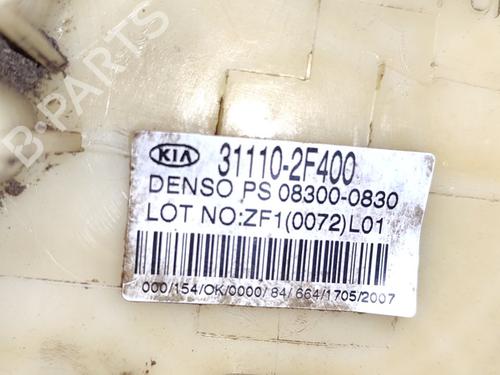 B-PARTS
KIA 31110-2F400
DENSO PS 08300-0830
LOT NO:ZF1(0072)L01
000/154/OK/0000/84/664/1705/2007